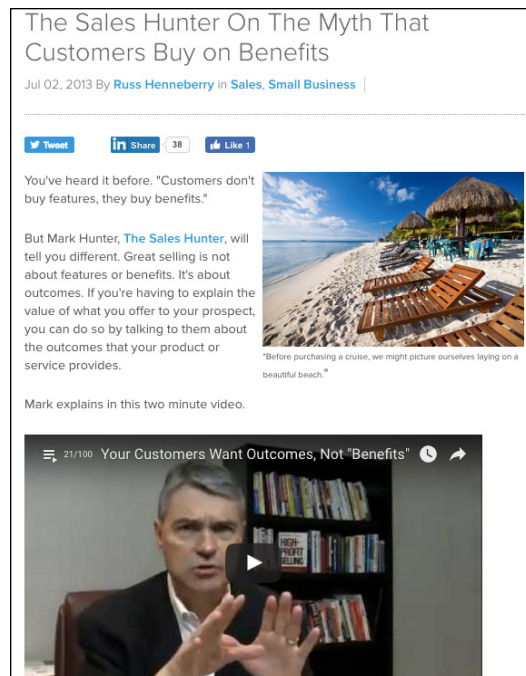 The Sales Hunter On The Myth That
Customers Buy on Benefits
Jul 02, 2013 By Russ Henneberry in Sales, Small Business
Tweet
in Share 38
Like 1
You've heard it before. "Customers don't
buy features, they buy benefits."
But Mark Hunter, The Sales Hunter, will
tell you different. Great selling is not
about features or benefits. It's about
outcomes. If you're having to explain the
value of what you offer to your prospect,
you can do so by talking to them about
the outcomes that your product or
service provides.
"Before purchasing a cruise, we might picture ourselves laying on a
beautiful beach."
Mark explains in this two minute video.
21/100 Your Customers Want Outcomes, Not "Benefits"
HIGH-
PROFIT
SELLING